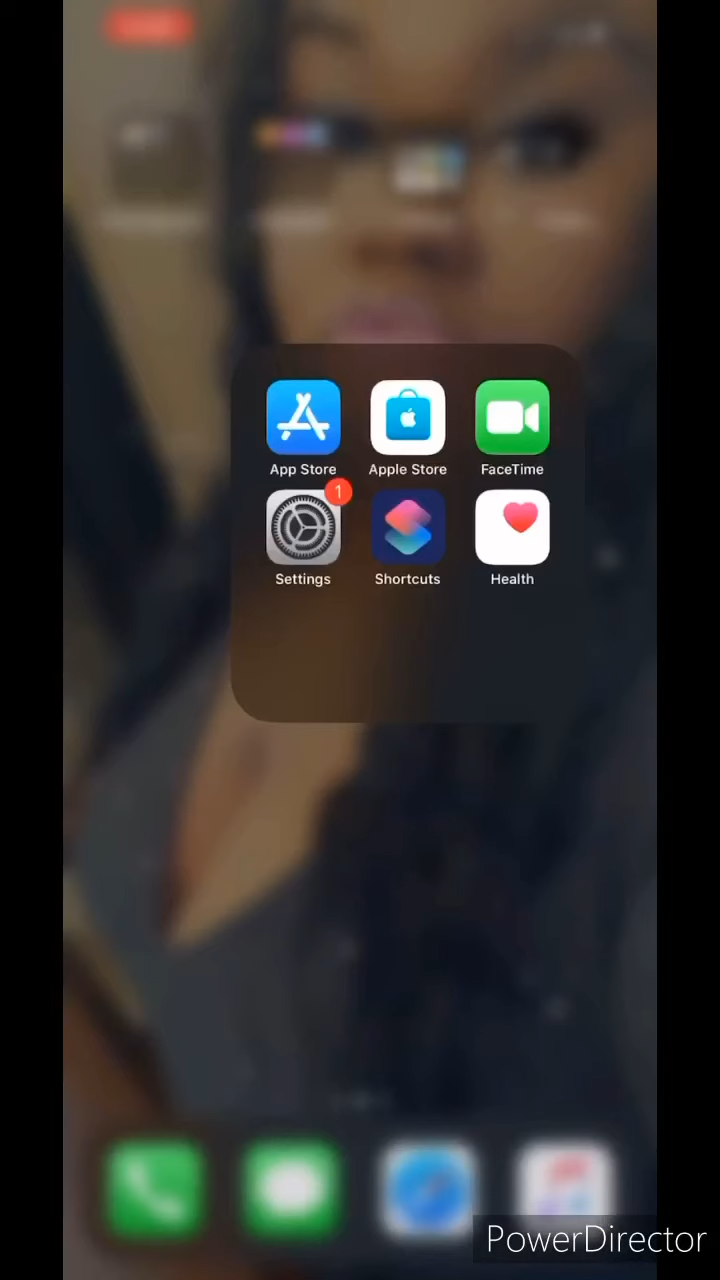 App Store
Apple Store
FaceTime
1
Settings
Shortcuts
Health
PowerDirector